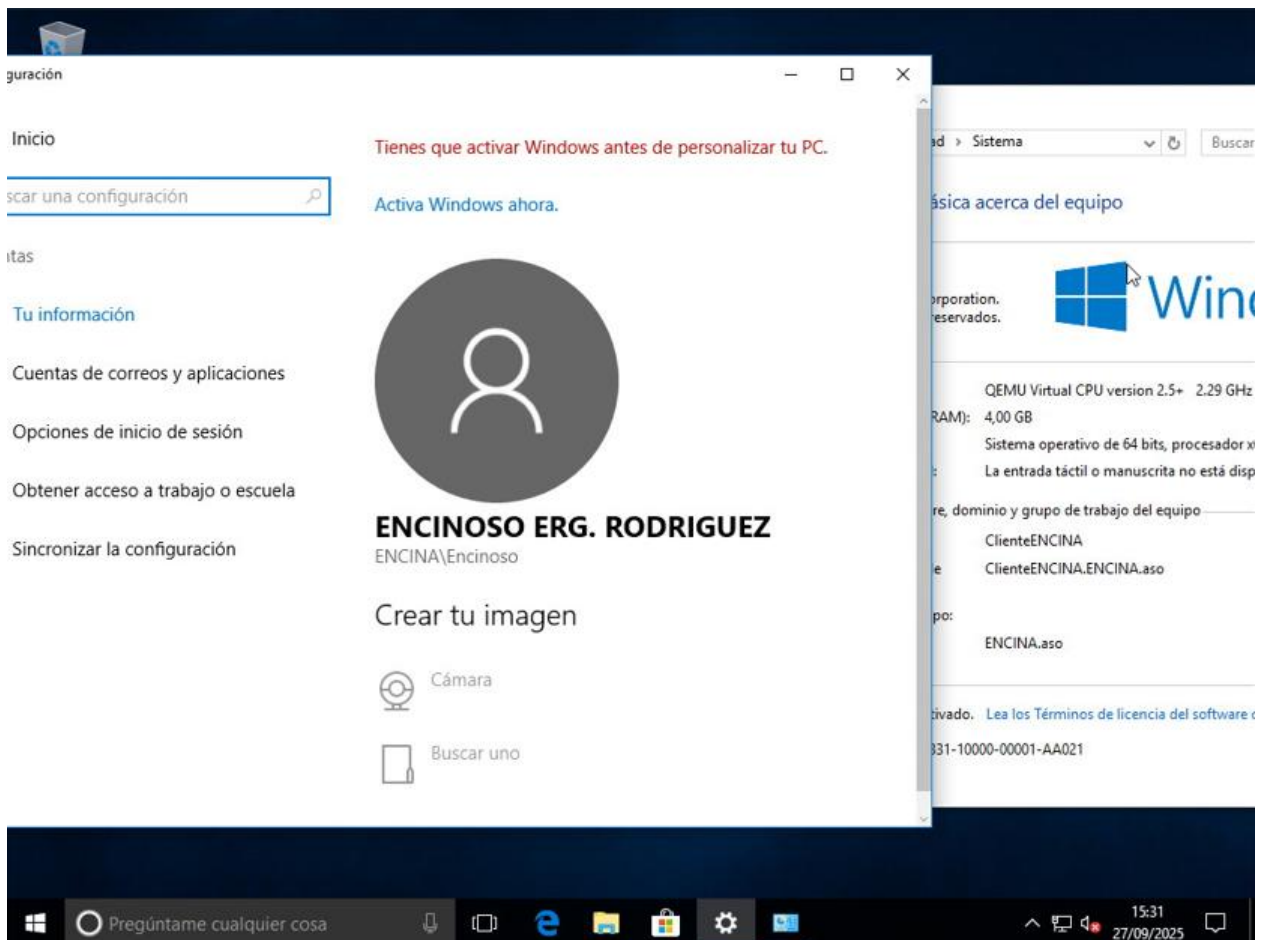 guración
Inicio
scar una configuración
ntas
Tu información
Cuentas de correos y aplicaciones
Opciones de inicio de sesión
Obtener acceso a trabajo o escuela
Sincronizar la configuración
Tienes que activar Windows antes de personalizar tu PC.
Activa Windows ahora.
ENCINOSO ERG. RODRIGUEZ
ENCINA\Encinoso
Crear tu imagen
Cámara
Buscar uno
ad > Sistema
Buscar
ásica acerca del equipo
orporation.
reservados.
Wind
QEMU Virtual CPU version 2.5+ 2.29 GHz
RAM): 4,00 GB
Sistema operativo de 64 bits, procesador x
La entrada táctil o manuscrita no está disp
re, dominio y grupo de trabajo del equipo
ClienteENCINA
e ClienteENCINA.ENCINA.aso
po:
ENCINA.aso
tivado. Lea los Términos de licencia del software
331-10000-00001-AA021
Pregúntame cualquier cosa
15:31
27/09/2025